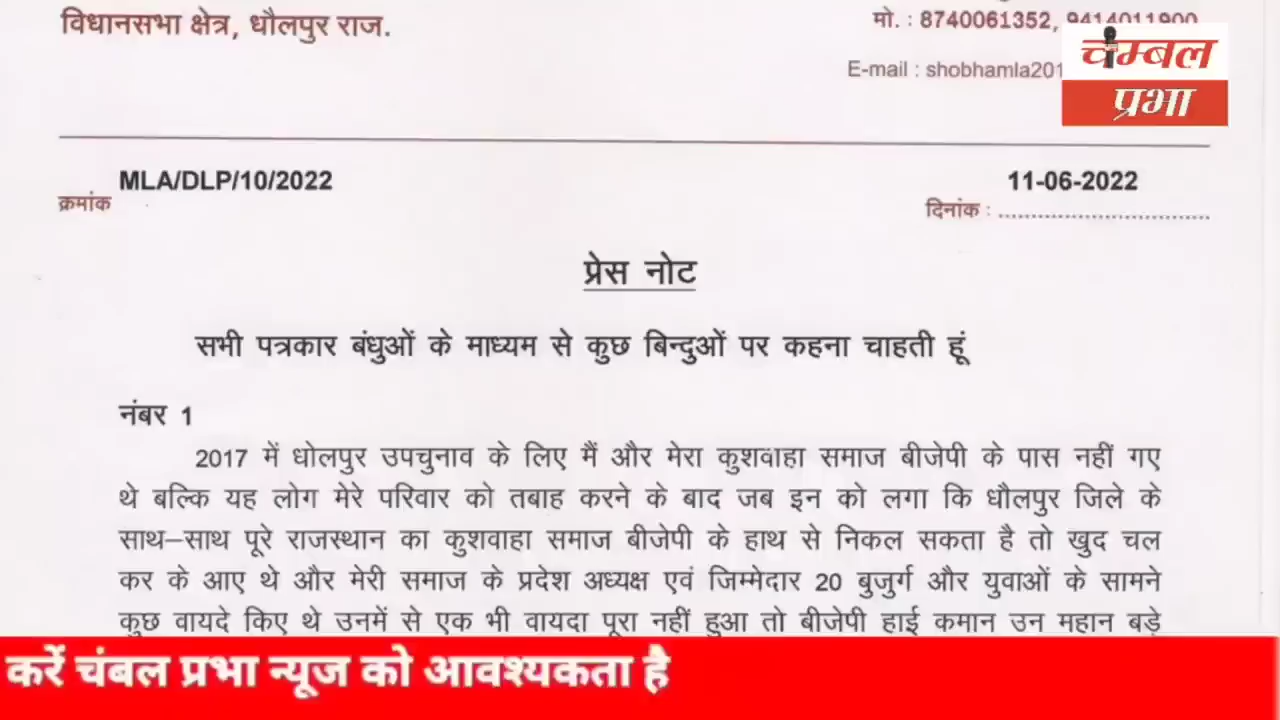 विधानसभा क्षेत्र, धौलपुर राज.
मो. : 8740061352, 9414011900
E-mail : shobhamla201
चम्बल
प्रभा
MLA/DLP/10/2022
क्रमांक
11-06-2022
दिनांक :
प्रेस नोट
सभी पत्रकार बंधुओं के माध्यम से कुछ बिन्दुओं पर कहना चाहती हूं
नंबर 1
2017 में धोलपुर उपचुनाव के लिए मैं और मेरा कुशवाहा समाज बीजेपी के पास नहीं गए
थे बल्कि यह लोग मेरे परिवार को तबाह करने के बाद जब इन को लगा कि धौलपुर जिले के
साथ–साथ पूरे राजस्थान का कुशवाहा समाज बीजेपी के हाथ से निकल सकता है तो खुद चल
कर के आए थे और मेरी समाज के प्रदेश अध्यक्ष एवं जिम्मेदार 20 बुजुर्ग और युवाओं के सामने
कुछ वायदे किए थे उनमें से एक भी वायदा पूरा नहीं हुआ तो बीजेपी हाई कमान उन महान बड़े
करें चंबल प्रभा न्यूज को आवश्यकता है